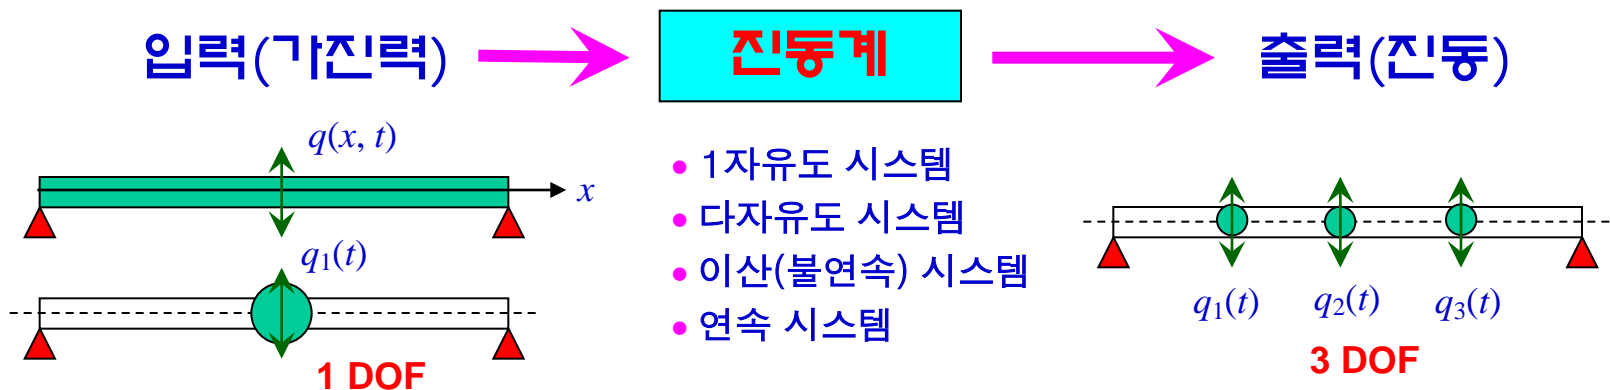 입력(가진력)
진동계
출력(진동)
q(x, t)
x
q₁(t)
1 DOF
• 1자유도 시스템
• 다자유도 시스템
• 이산(불연속) 시스템
• 연속 시스템
q₁(t) q₂(t) q₃(t)
3 DOF